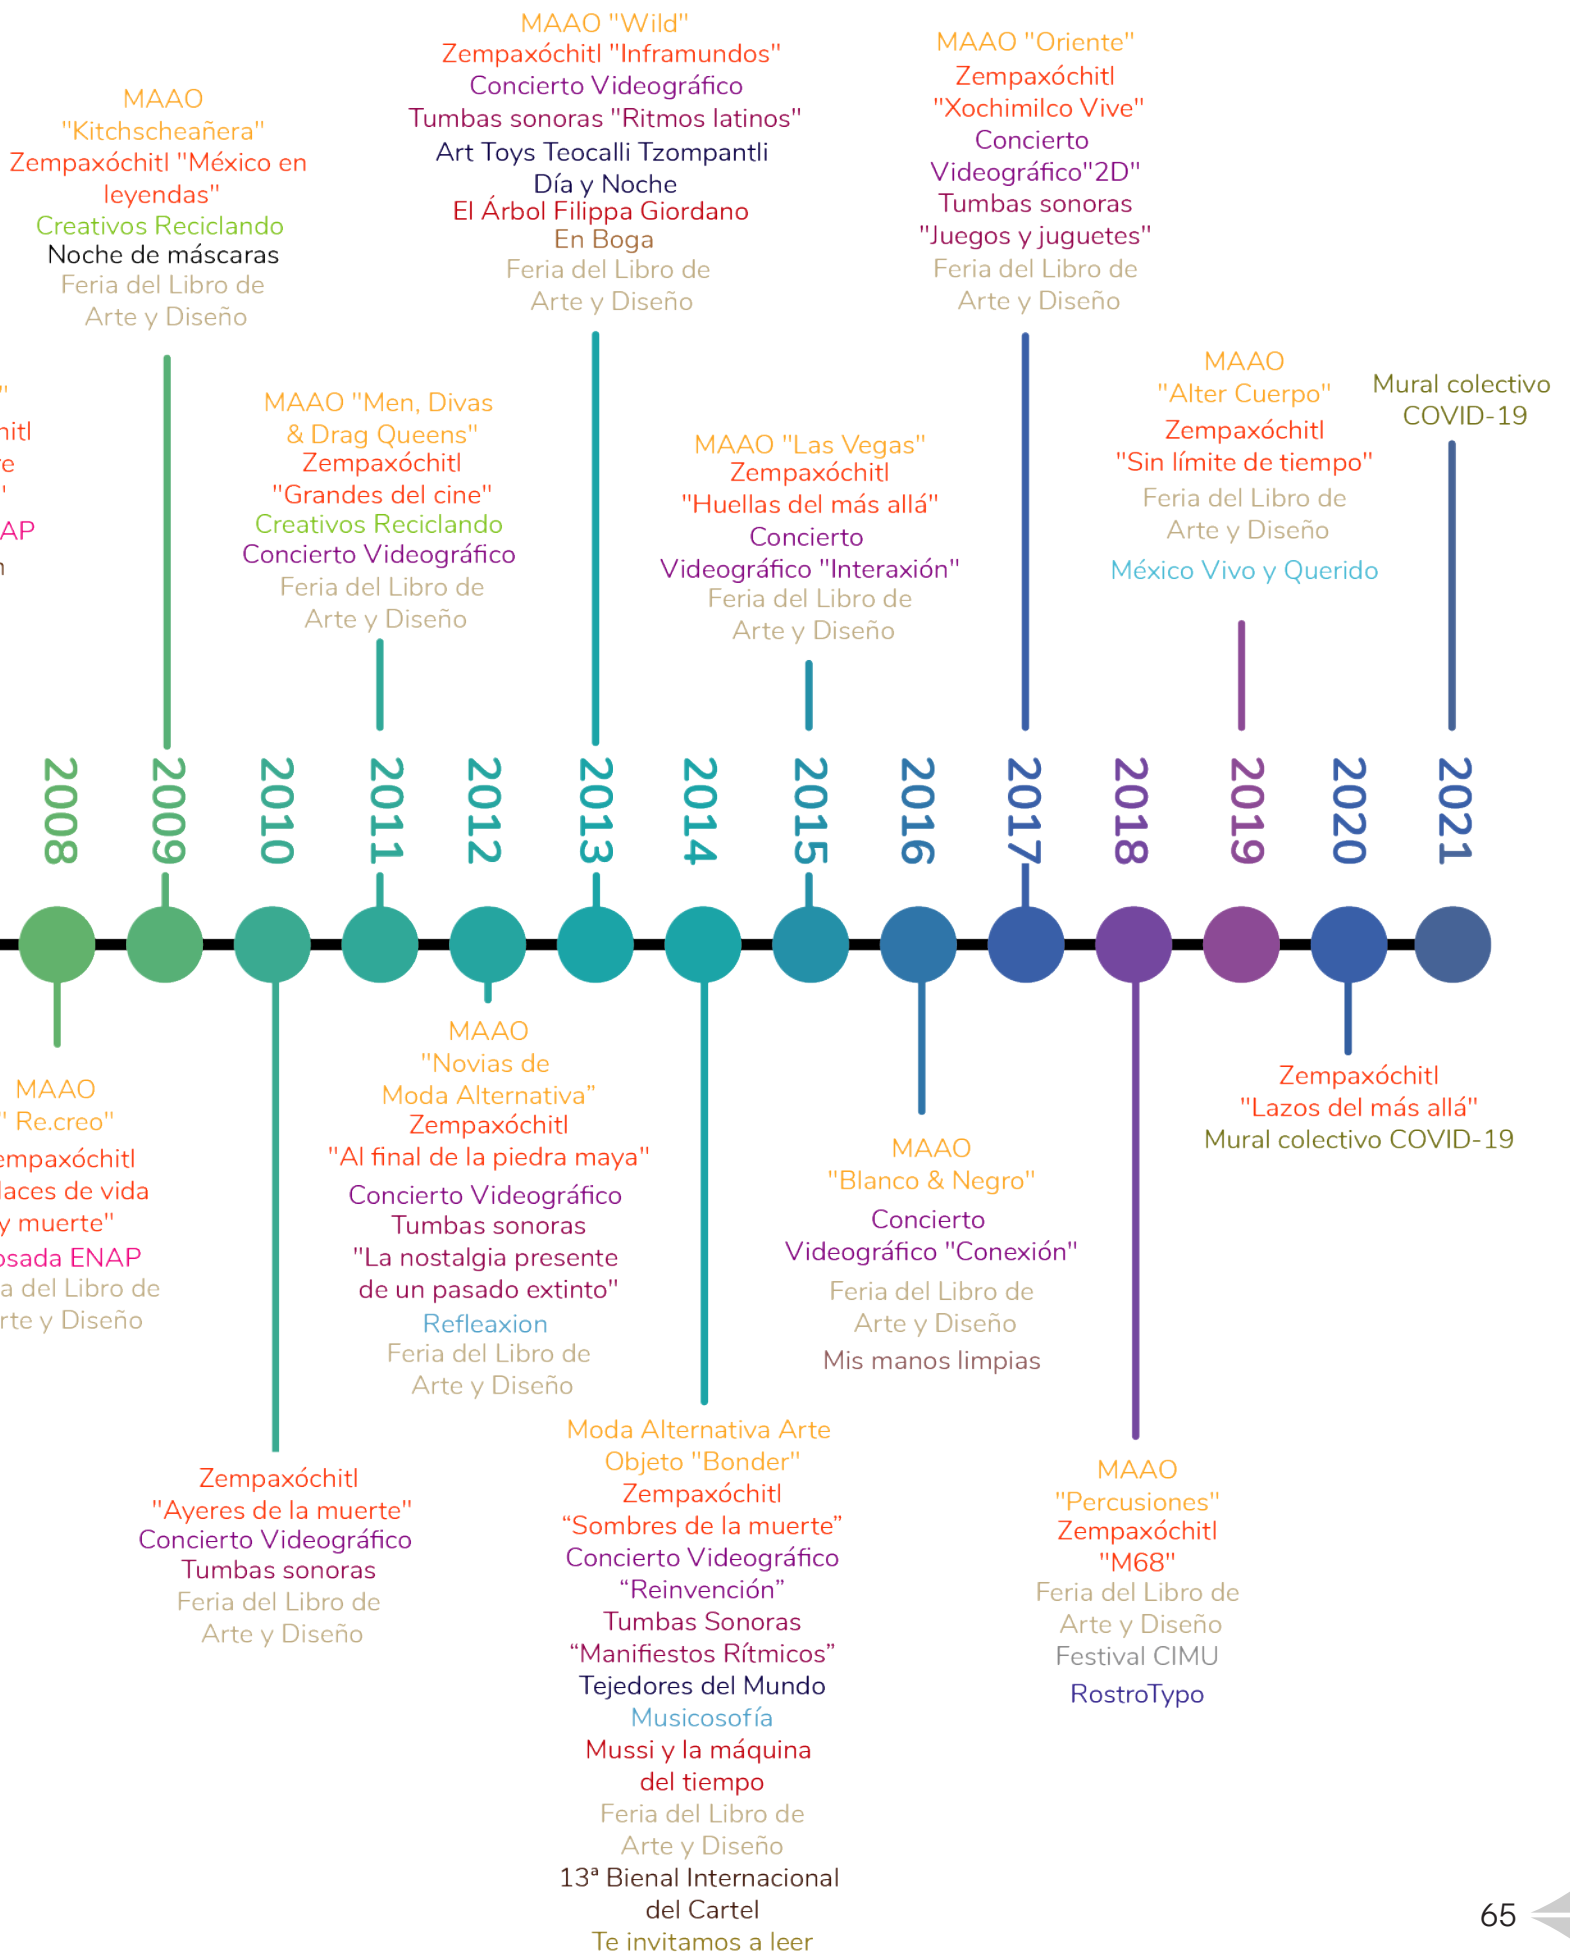 MAAO
"Kitchscheañera"
Zempaxóchitl "México en
leyendas"
Creativos Reciclando
Noche de máscaras
Feria del Libro de
Arte y Diseño
MAAO "Wild"
Zempaxóchitl "Inframundos"
Concierto Videográfico
Tumbas sonoras "Ritmos latinos"
Art Toys Teocalli Tzompantli
Día y Noche
El Árbol Filippa Giordano
En Boga
Feria del Libro de
Arte y Diseño
MAAO "Oriente"
Zempaxóchitl
"Xochimilco Vive"
Concierto
Videográfico"2D"
Tumbas sonoras
"Juegos y juguetes"
Feria del Libro de
Arte y Diseño
MAAO "Men, Divas
& Drag Queens"
Zempaxóchitl
"Grandes del cine"
Creativos Reciclando
Concierto Videográfico
Feria del Libro de
Arte y Diseño
MAAO "Las Vegas"
Zempaxóchitl
"Huellas del más allá"
Concierto
Videográfico "Interaxión"
Feria del Libro de
Arte y Diseño
MAAO
"Alter Cuerpo"
Zempaxóchitl
"Sin límite de tiempo"
Feria del Libro de
Arte y Diseño
México Vivo y Querido
Mural colectivo
COVID-19
2008
2009
2010
2011
2012
2013
2014
2015
2016
2017
2018
2019
2020
2021
MAAO
" Re.creo"
empaxóchitl
laces de vida
y muerte"
osada ENAP
a del Libro de
rte y Diseño
Zempaxóchitl
"Ayeres de la muerte"
Concierto Videográfico
Tumbas sonoras
Feria del Libro de
Arte y Diseño
MAAO
"Novias de
Moda Alternativa”
Zempaxóchitl
"Al final de la piedra maya"
Concierto Videográfico
Tumbas sonoras
"La nostalgia presente
de un pasado extinto"
Refleaxion
Feria del Libro de
Arte y Diseño
Moda Alternativa Arte
Objeto "Bonder"
Zempaxóchitl
“Sombres de la muerte”
Concierto Videográfico
“Reinvención”
Tumbas Sonoras
“Manifiestos Rítmicos”
Tejedores del Mundo
Musicosofía
Mussi y la máquina
del tiempo
Feria del Libro de
Arte y Diseño
13ª Bienal Internacional
del Cartel
Te invitamos a leer
MAAO
"Blanco & Negro"
Concierto
Videográfico "Conexión"
Feria del Libro de
Arte y Diseño
Mis manos limpias
MAAO
"Percusiones"
Zempaxóchitl
"M68"
Feria del Libro de
Arte y Diseño
Festival CIMU
RostroTypo
Zempaxóchitl
"Lazos del más allá"
Mural colectivo COVID-19
65